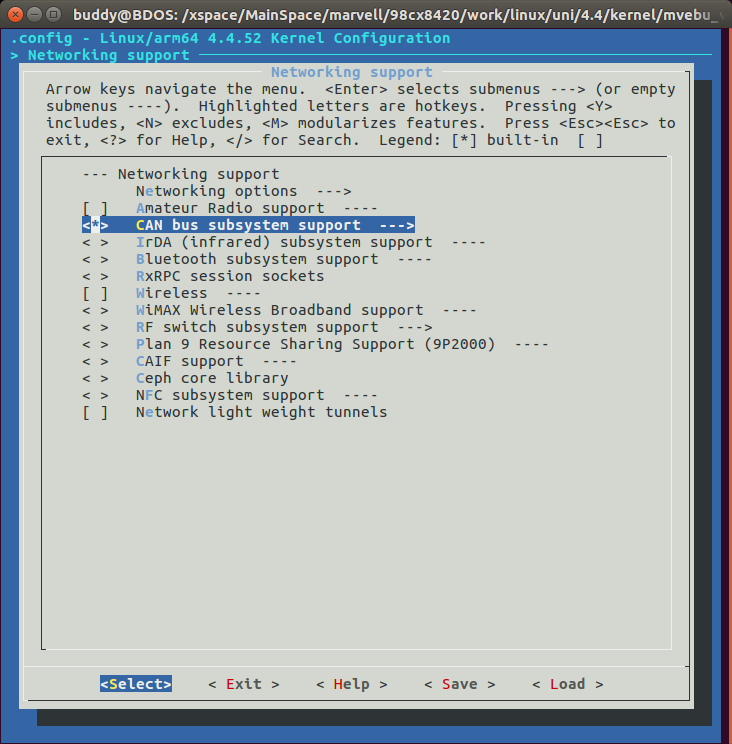 buddy@BDOS: /xspace/MainSpace/marvell/98cx8420/work/linux/uni/4.4/kernel/mvebu_
.config - Linux/arm64 4.4.52 Kernel Configuration
> Networking support
Networking support
Arrow keys navigate the menu.  <Enter> selects submenus ---> (or empty
submenus ----).  Highlighted letters are hotkeys.  Pressing <Y>
includes, <N> excludes, <M> modularizes features.  Press <Esc><Esc> to
exit, <?> for Help, </> for Search.  Legend: [*] built-in  [ ]
--- Networking support
Networking options  --->
[ ]   Amateur Radio support  ----
<*>   CAN bus subsystem support  --->
< >   IrDA (infrared) subsystem support  ----
< >   Bluetooth subsystem support  ----
< >   RxRPC session sockets
[ ]   Wireless  ----
< >   WiMAX Wireless Broadband support  ----
< >   RF switch subsystem support  --->
< >   Plan 9 Resource Sharing Support (9P2000)  ----
< >   CAIF support  ----
< >   Ceph core library
< >   NFC subsystem support  ----
[ ]   Network light weight tunnels
<Select>    < Exit >    < Help >    < Save >    < Load >